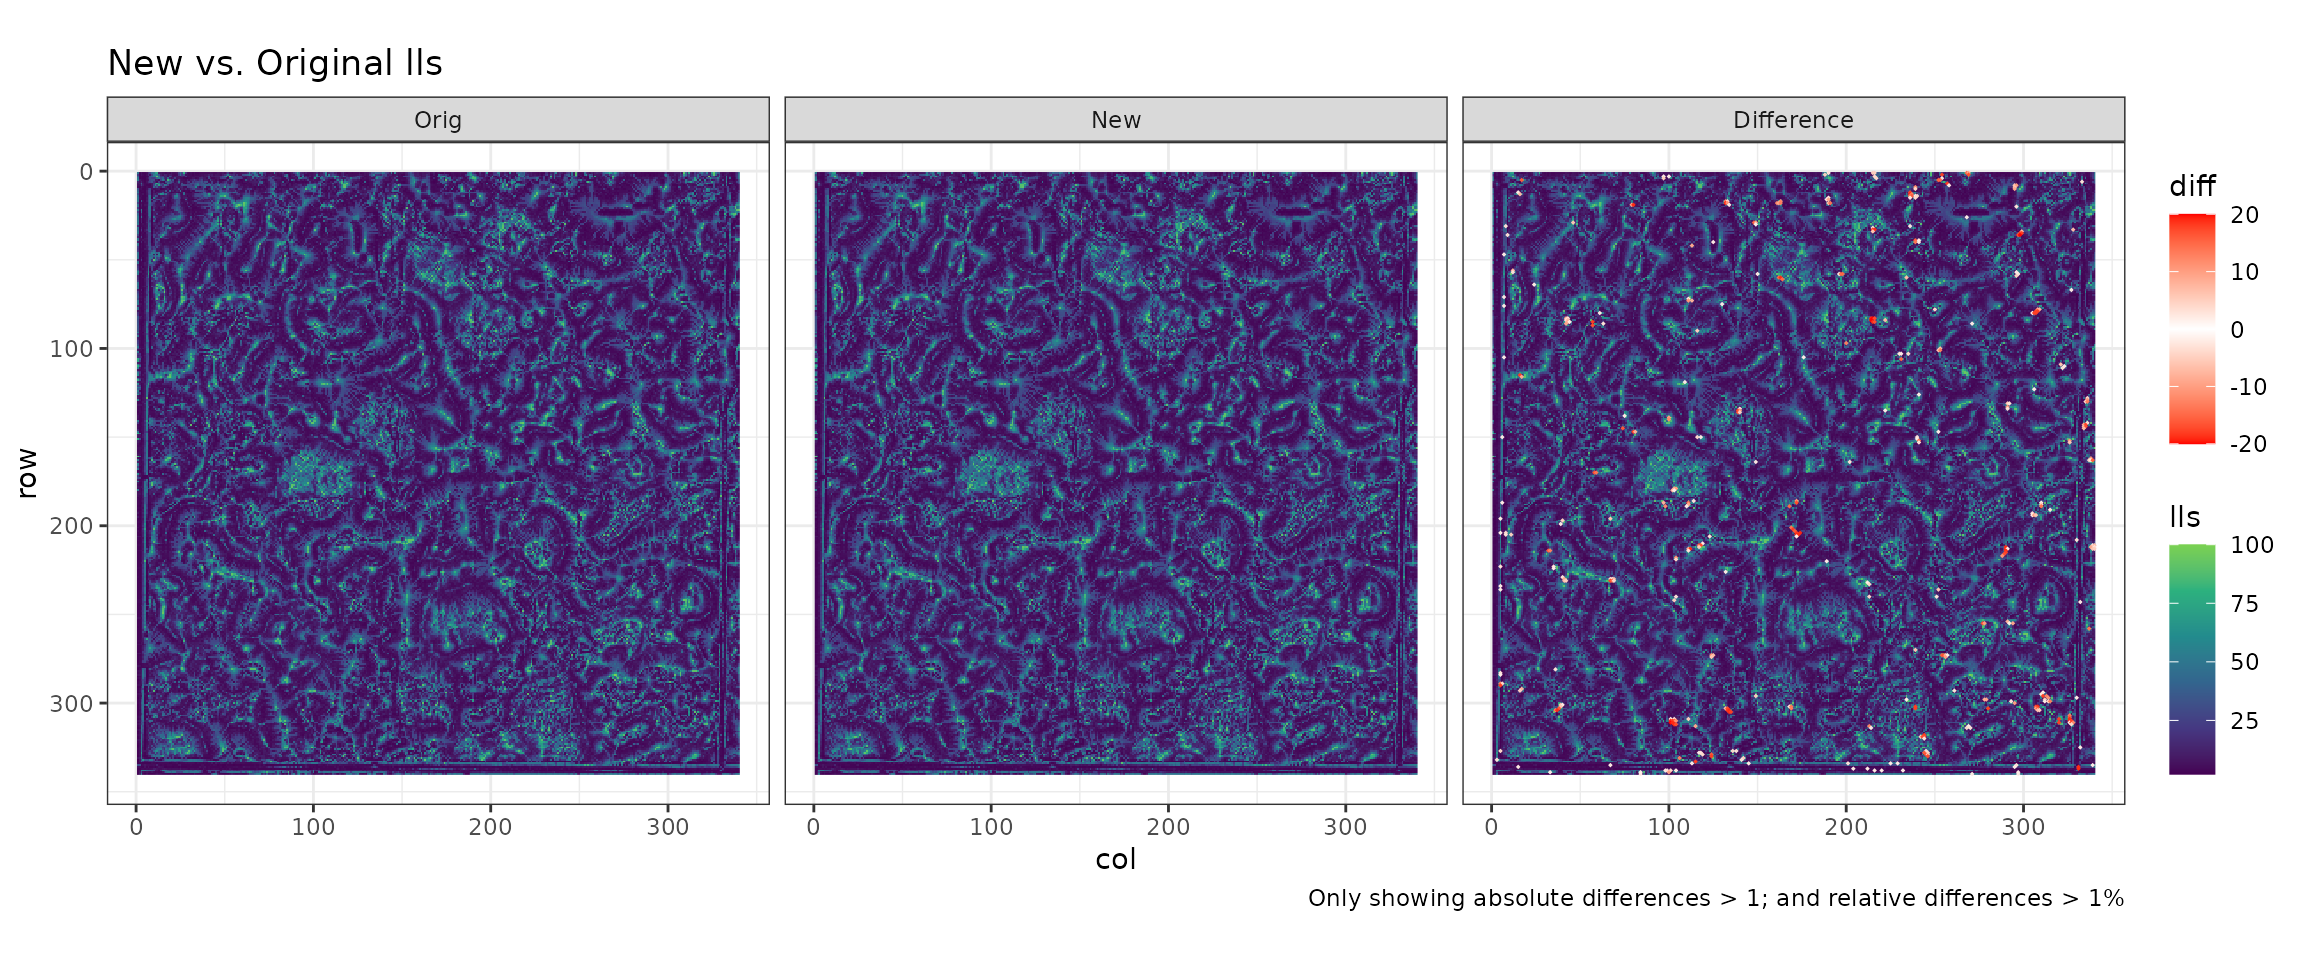 New vs. Original lls
Orig
New
Difference
0
100
200
300
row
0 100 200 300
0 100 200 300
0 100 200 300
col
diff
20
10
0
-10
-20
lls
100
75
50
25
Only showing absolute differences > 1; and relative differences > 1%